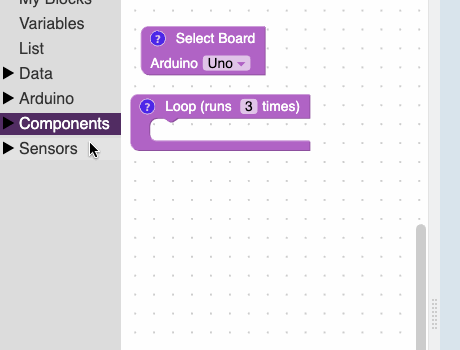 My Blocks
Variables
List
Data
Arduino
Components
Sensors
? Select Board
Arduino Uno
? Loop (runs 3 times)